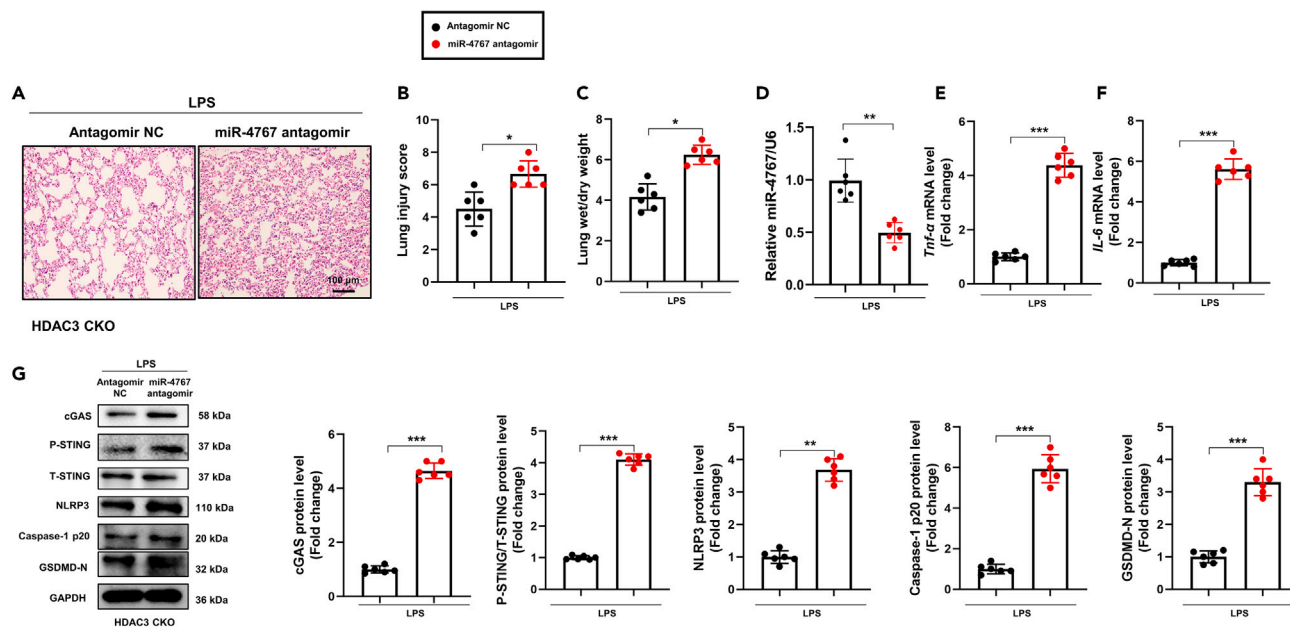 Antagomir NC
miR-4767 antagomir
A
LPS
Antagomir NC
miR-4767 antagomir
100 μm
HDAC3 CKO
B
Lung injury score
10
8
6
4
2
0
*
LPS
C
Lung wet/dry weight
8
6
4
2
0
*
LPS
D
Relative miR-4767/U6
1.5
1.0
0.5
0.0
**
LPS
E
Tnf-α mRNA level
(Fold change)
6
4
2
0
***
LPS
F
IL-6 mRNA level
(Fold change)
8
6
4
2
0
***
LPS
G
LPS
Antagomir
NC
miR-4767
antagomir
cGAS
58 kDa
P-STING
37 kDa
T-STING
37 kDa
NLRP3
110 kDa
Caspase-1 p20
20 kDa
GSDMD-N
32 kDa
GAPDH
36 kDa
HDAC3 CKO
cGAS protein level
(Fold change)
6
4
2
0
***
LPS
P-STING/T-STING protein level
(Fold change)
5
4
3
2
1
0
***
LPS
NLRP3 protein level
(Fold change)
5
4
3
2
1
0
**
LPS
Caspase-1 p20 protein level
(Fold change)
8
6
4
2
0
***
LPS
GSDMD-N protein level
(Fold change)
5
4
3
2
1
0
***
LPS